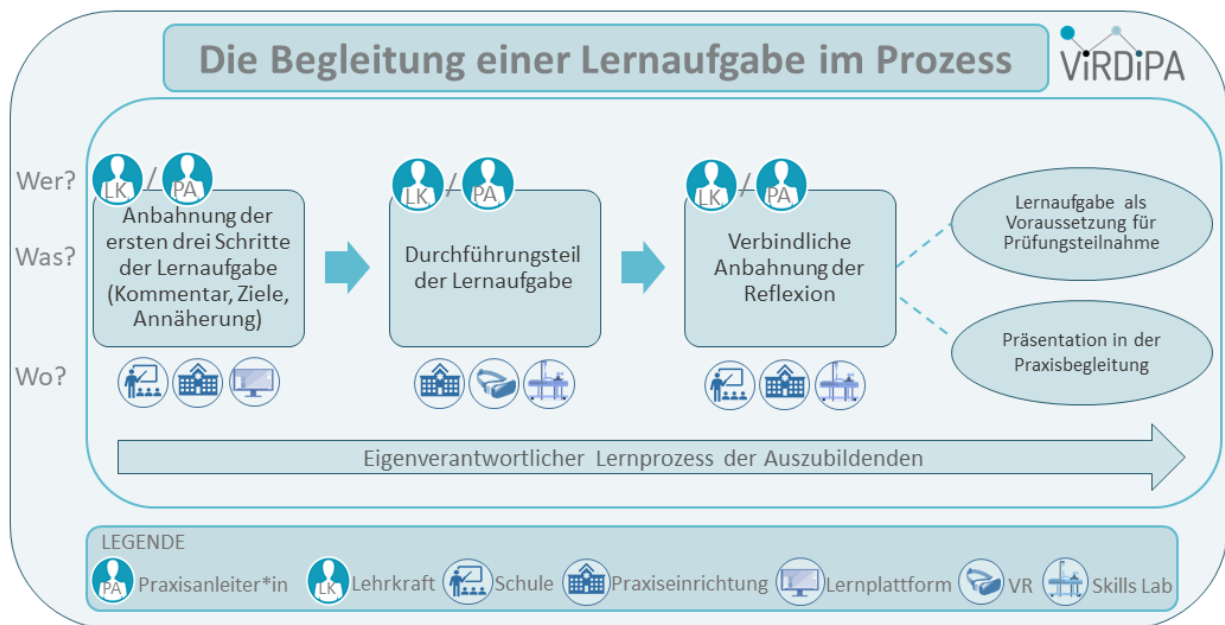 Die Begleitung einer Lernaufgabe im Prozess
ViRDiPA
Wer?
LK / PA
LK / PA
LK / PA
Was?
Anbahnung der
ersten drei Schritte
der Lernaufgabe
(Kommentar, Ziele,
Annäherung)
Durchführungsteil
der Lernaufgabe
Verbindliche
Anbahnung der
Reflexion
Lernaufgabe als
Voraussetzung für
Prüfungsteilnahme
Präsentation in der
Praxisbegleitung
Wo?
Eigenverantwortlicher Lernprozess der Auszubildenden
LEGENDE
PA Praxisanleiter*in LK Lehrkraft Schule Praxiseinrichtung Lernplattform VR Skills Lab